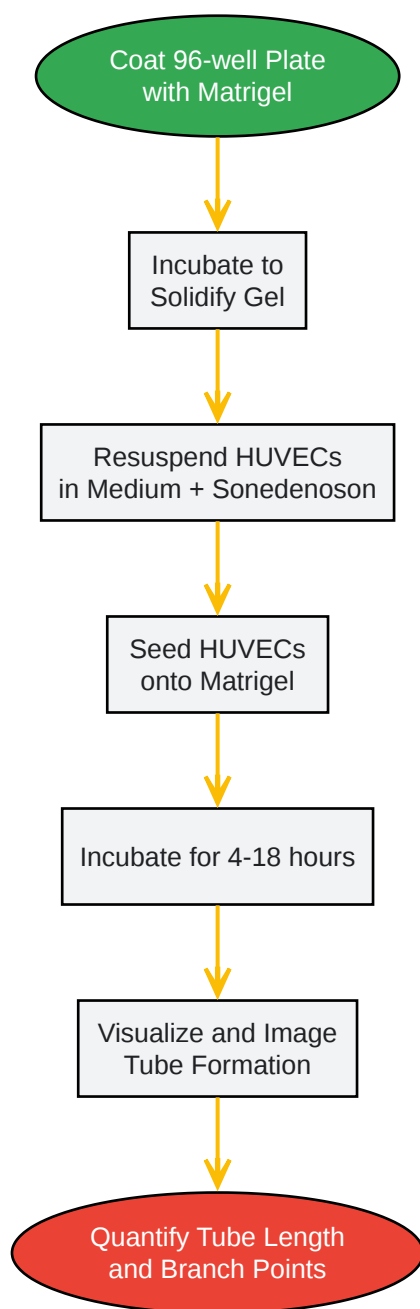 Coat 96-well Plate
with Matrigel
Incubate to
Solidify Gel
Resuspend HUVECs
in Medium + Sonedenoson
Seed HUVECs
onto Matrigel
Incubate for 4-18 hours
Visualize and Image
Tube Formation
Quantify Tube Length
and Branch Points